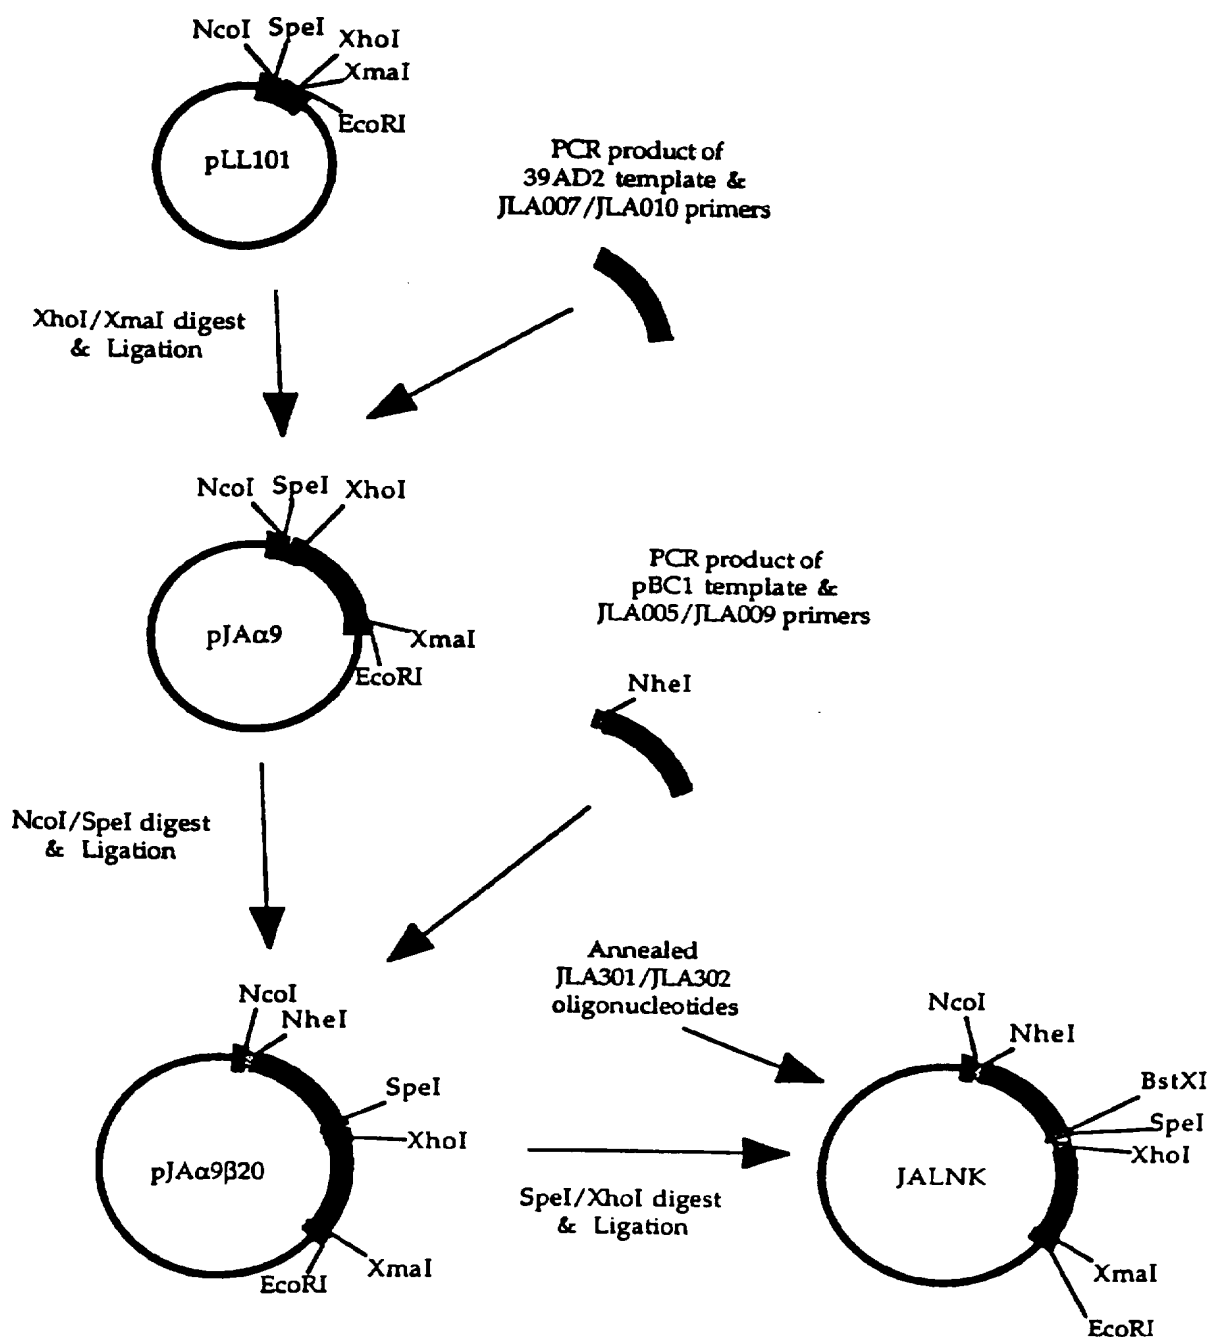 NcoI SpeI
XhoI
XmaI
EcoRI
pLL101
PCR product of
39AD2 template &
JLA007/JLA010 primers
XhoI/XmaI digest
& Ligation
NcoI SpeI XhoI
pJAα9
XmaI
EcoRI
PCR product of
pBC1 template &
JLA005/JLA009 primers
NheI
NcoI/SpeI digest
& Ligation
NcoI
NheI
SpeI
XhoI
pJAα9β20
XmaI
EcoRI
Annealed
JLA301/JLA302
oligonucleotides
SpeI/XhoI digest
& Ligation
NcoI
NheI
BstXI
SpeI
XhoI
JALNK
XmaI
EcoRI